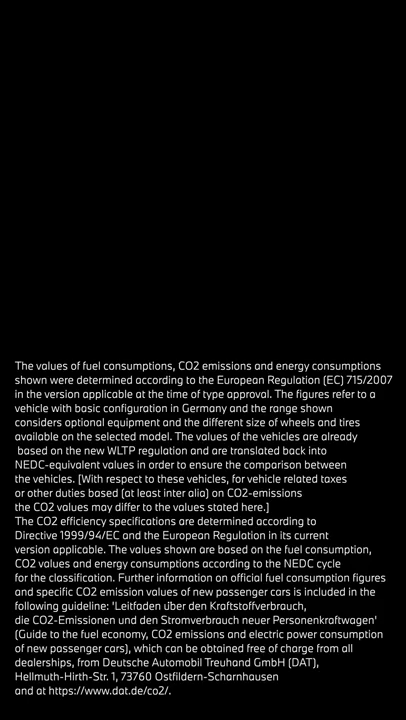 The values of fuel consumptions, CO2 emissions and energy consumptions
shown were determined according to the European Regulation (EC) 715/2007
in the version applicable at the time of type approval. The figures refer to a
vehicle with basic configuration in Germany and the range shown
considers optional equipment and the different size of wheels and tires
available on the selected model. The values of the vehicles are already
based on the new WLTP regulation and are translated back into
NEDC-equivalent values in order to ensure the comparison between
the vehicles. [With respect to these vehicles, for vehicle related taxes
or other duties based (at least inter alia) on CO2-emissions
the CO2 values may differ to the values stated here.]
The CO2 efficiency specifications are determined according to
Directive 1999/94/EC and the European Regulation in its current
version applicable. The values shown are based on the fuel consumption,
CO2 values and energy consumptions according to the NEDC cycle
for the classification. Further information on official fuel consumption figures
and specific CO2 emission values of new passenger cars is included in the
following guideline: 'Leitfaden über den Kraftstoffverbrauch,
die CO2-Emissionen und den Stromverbrauch neuer Personenkraftwagen'
(Guide to the fuel economy, CO2 emissions and electric power consumption
of new passenger cars), which can be obtained free of charge from all
dealerships, from Deutsche Automobil Treuhand GmbH (DAT),
Hellmuth-Hirth-Str. 1, 73760 Ostfildern-Scharnhausen
and at https://www.dat.de/co2/.